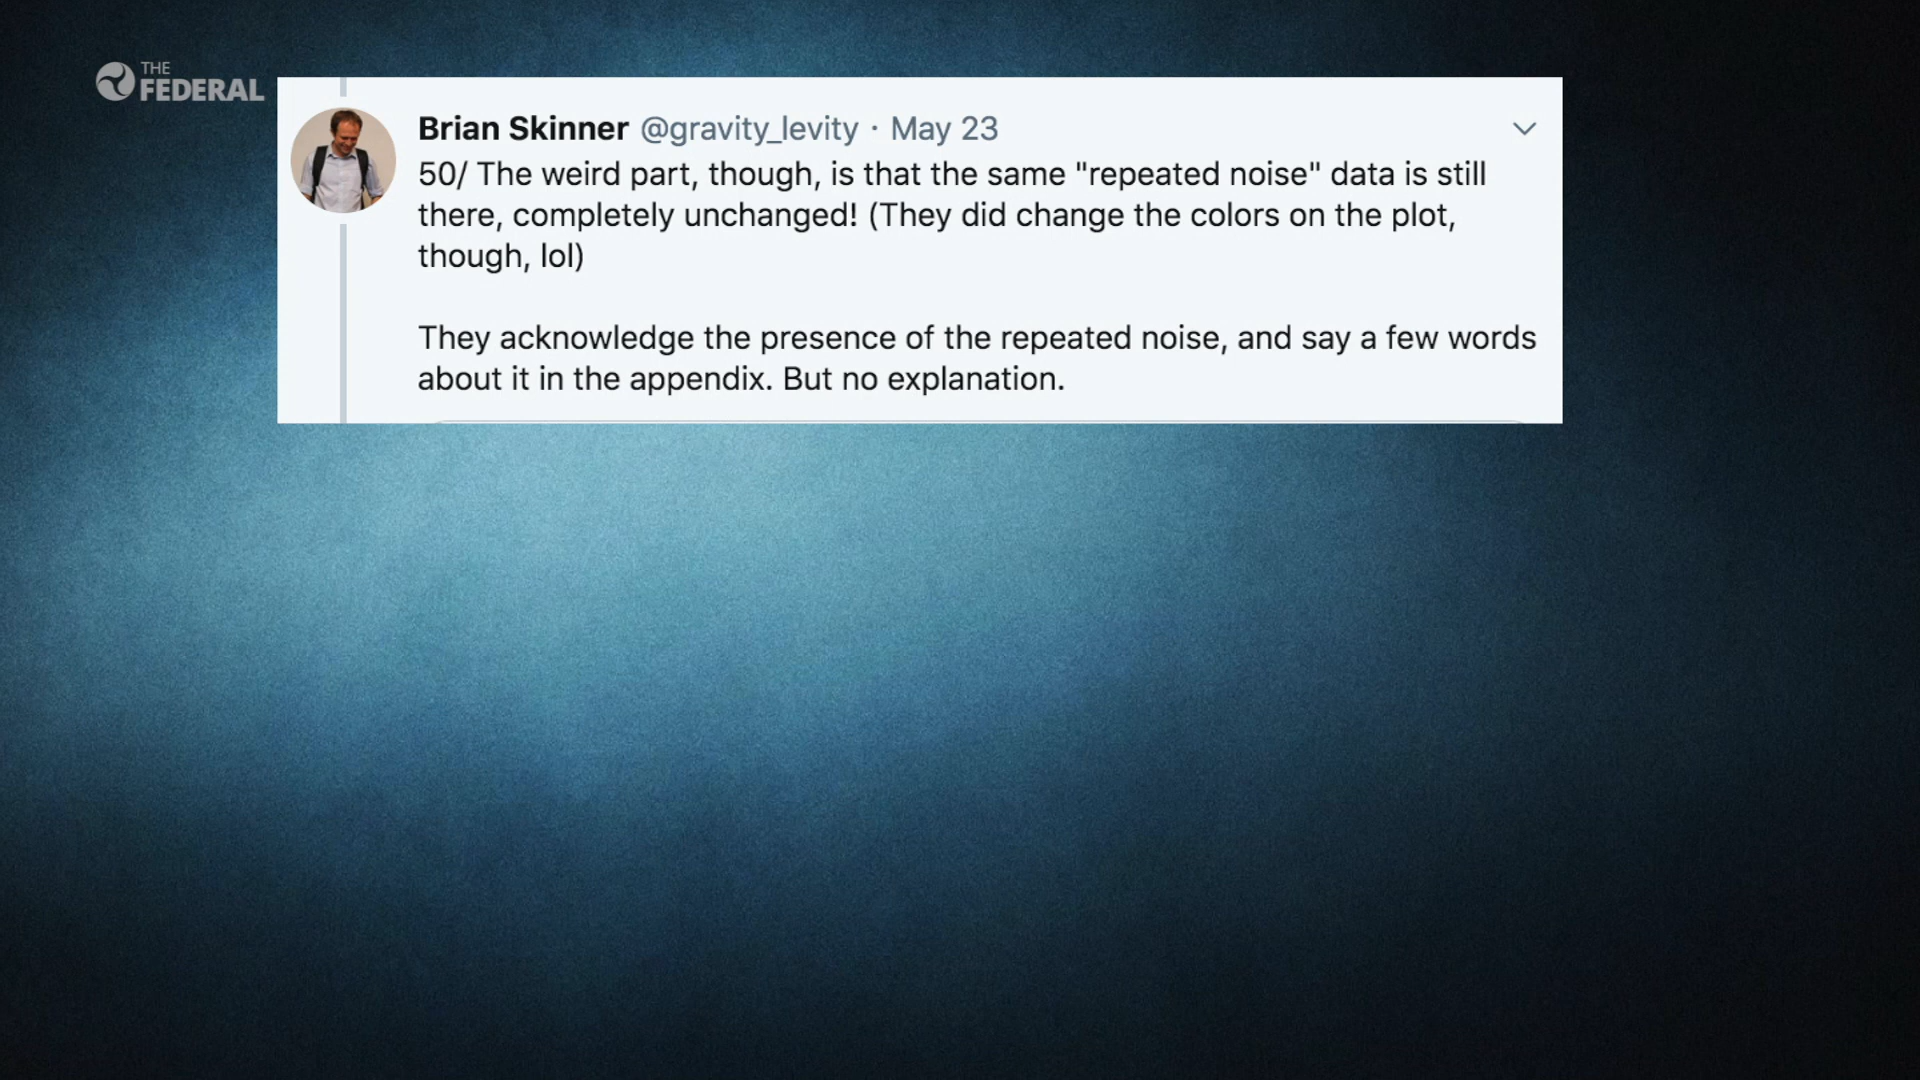 THE
FEDERAL
Brian Skinner @gravity_levity · May 23
50/ The weird part, though, is that the same "repeated noise" data is still
there, completely unchanged! (They did change the colors on the plot,
though, lol)
They acknowledge the presence of the repeated noise, and say a few words
about it in the appendix. But no explanation.